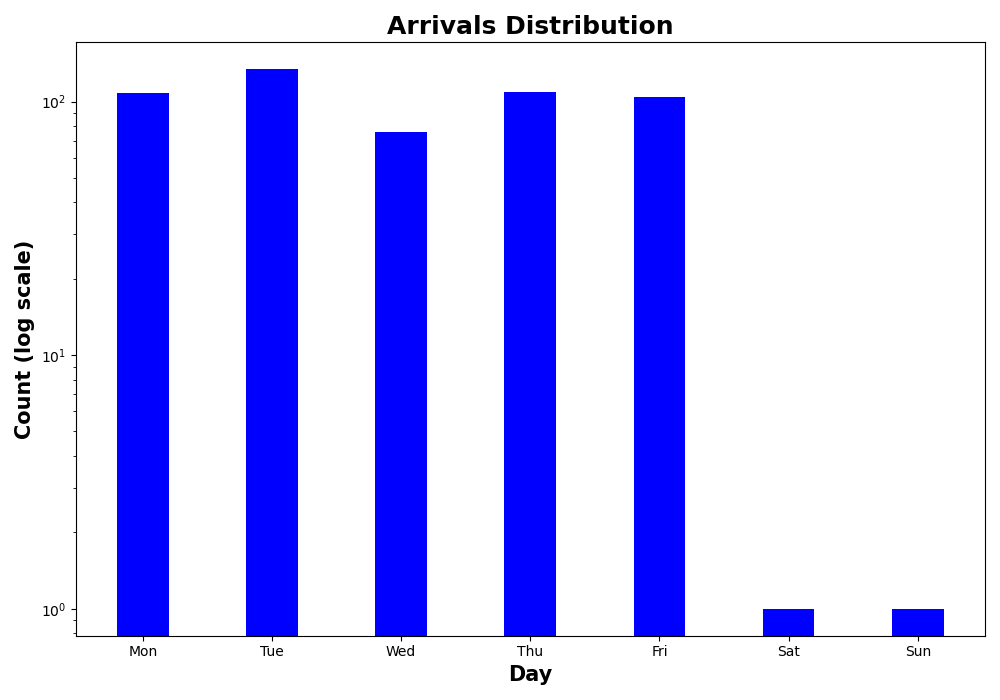 Arrivals Distribution
Count (log scale)
10²
10¹
10⁰
Mon Tue Wed Thu Fri Sat Sun
Day